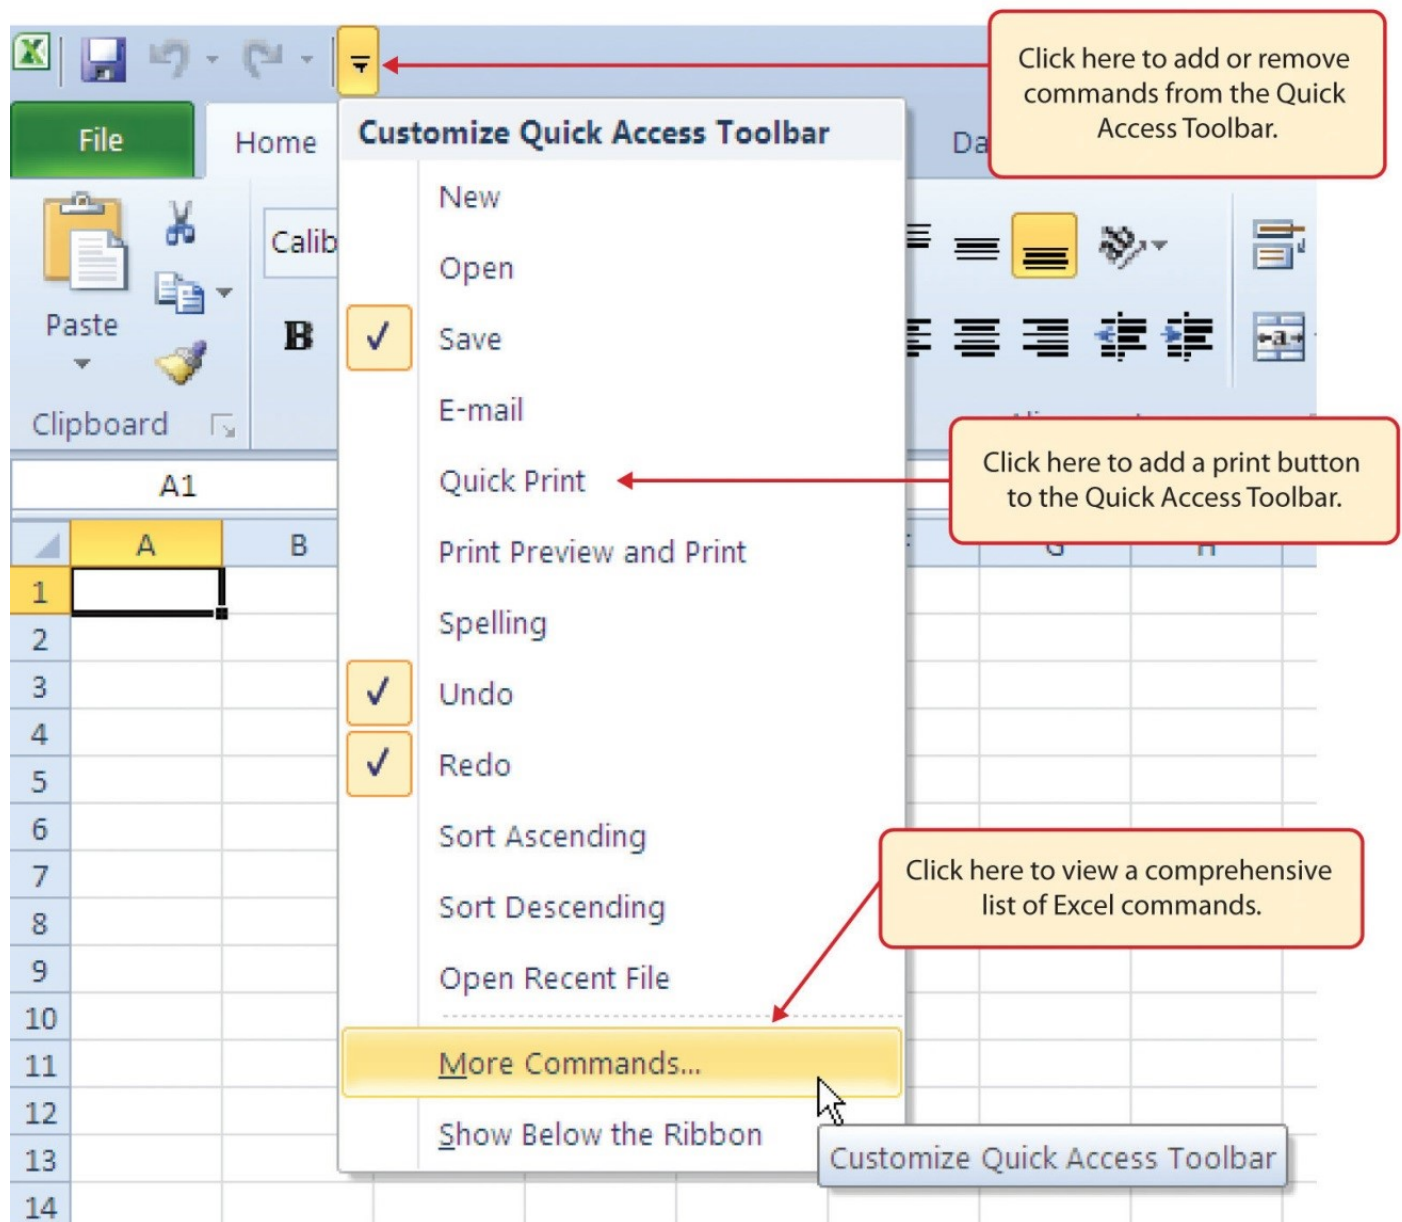 Click here to add or remove
commands from the Quick
Access Toolbar.
File
Home
Customize Quick Access Toolbar
Da
New
Calib
Open
Paste
B
Save
E-mail
Clipboard
Click here to add a print button
to the Quick Access Toolbar.
Quick Print
A1
A
B
G
H
Print Preview and Print
1
Spelling
2
3
Undo
4
Redo
5
6
Sort Ascending
7
Click here to view a comprehensive
list of Excel commands.
8
Sort Descending
9
Open Recent File
10
11
More Commands...
12
Show Below the Ribbon
13
Customize Quick Access Toolbar
14